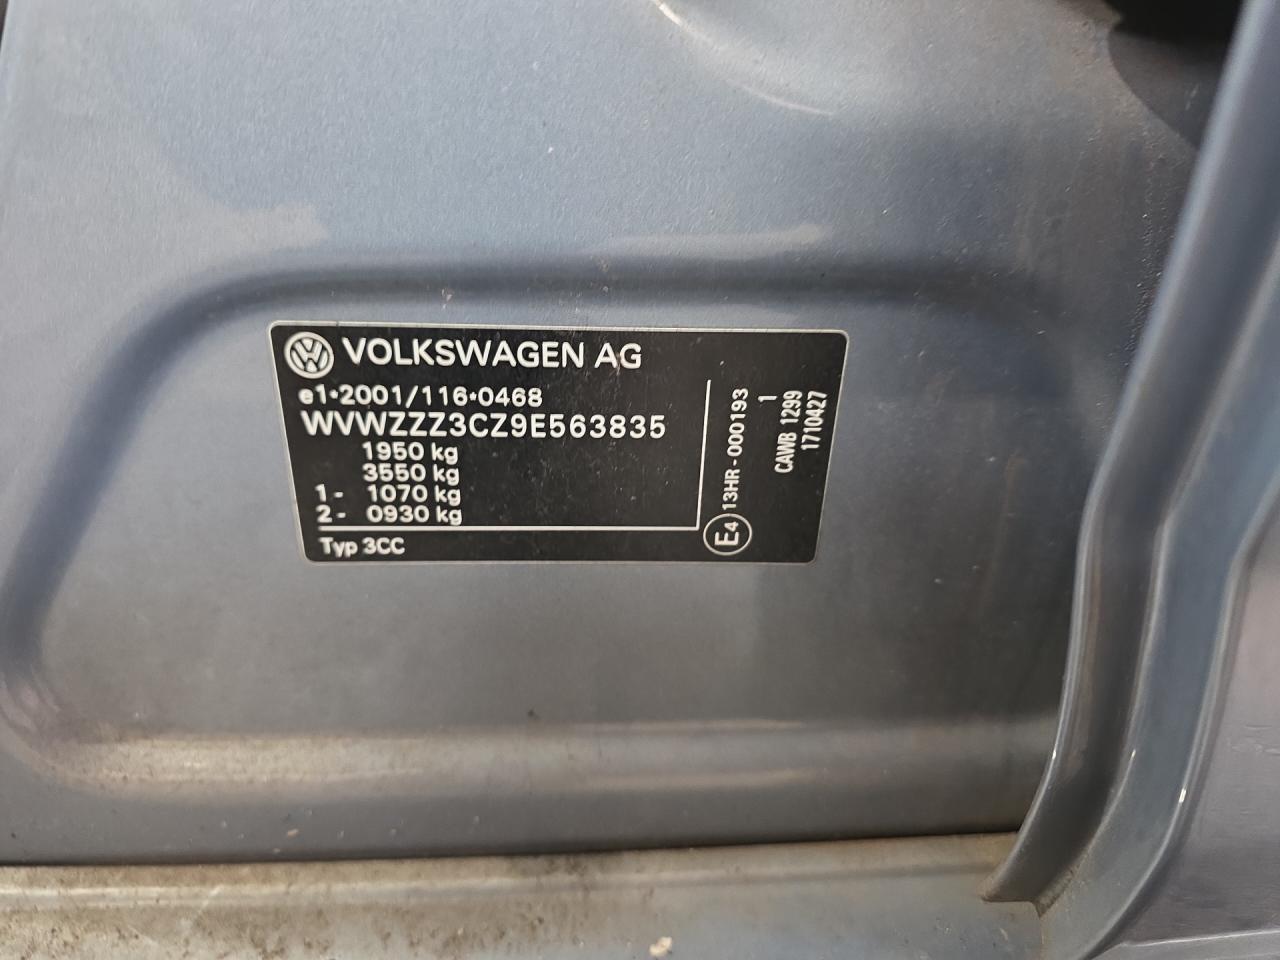 VOLKSWAGEN AG
e1*2001/116*0468
WVWZZZ3CZ9E563835
1950 kg
3550 kg
1- 1070 kg
2- 0930 kg
Typ 3CC
E4 13HR-000193
1
CAWB 1299
1710427